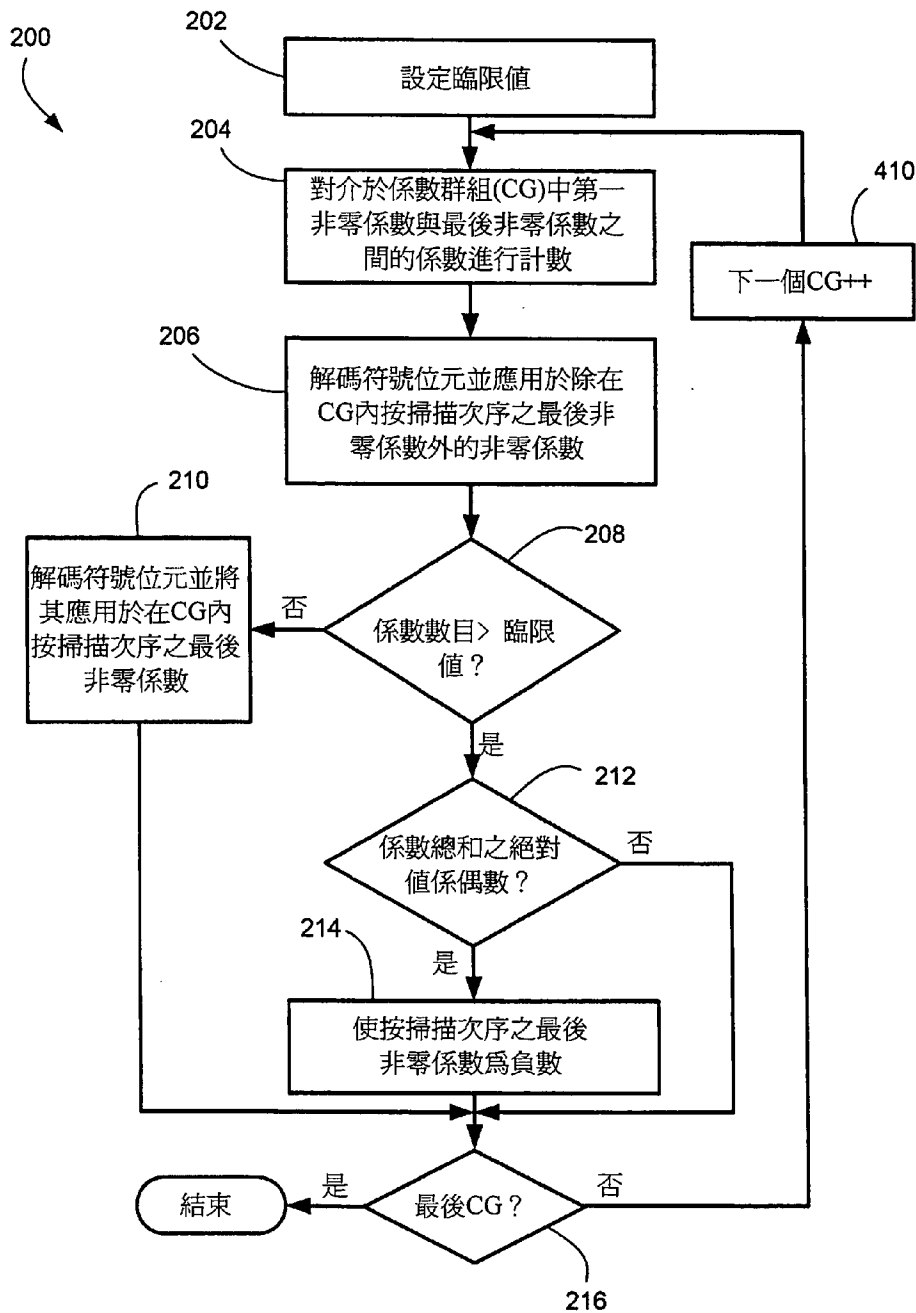 200
202
設定臨限值
204
對介於係數群組(CG)中第一
非零係數與最後非零係數之
間的係數進行計數
410
下一個CG++
206
解碼符號位元並應用於除在
CG內按掃描次序之最後非
零係數外的非零係數
210
解碼符號位元並將
其應用於在CG內
按掃描次序之最後
非零係數
否
208
係數數目> 臨限
值？
是
212
係數總和之絕對
值係偶數？
否
214
是
使按掃描次序之最後
非零係數爲負數
結束
是
最後CG？
否
216